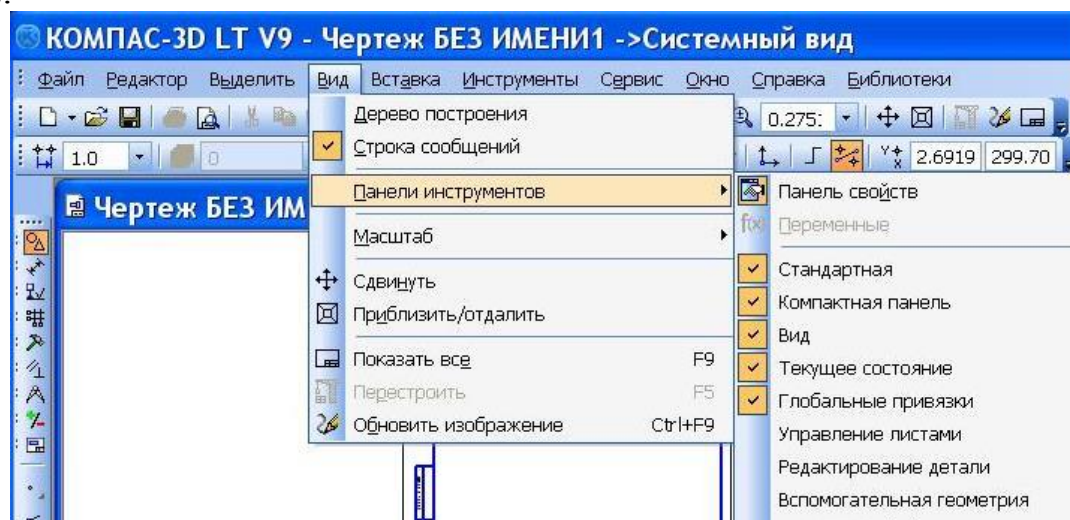 КОМПАС-3D LT V9 - Чертеж БЕЗ ИМЕНИ1 ->Системный вид
Файл Редактор Выделить Вид Вставка Инструменты Сервис Окно Справка Библиотеки
0.275:
1.0 0 2.6919 299.70
Чертеж БЕЗ ИМ
Дерево построения
Строка сообщений
Панели инструментов
Масштаб
Сдвинуть
Приблизить/отдалить
Показать все F9
Перестроить F5
Обновить изображение Ctrl+F9
Панель свойств
f(x) Переменные
Стандартная
Компактная панель
Вид
Текущее состояние
Глобальные привязки
Управление листами
Редактирование детали
Вспомогательная геометрия